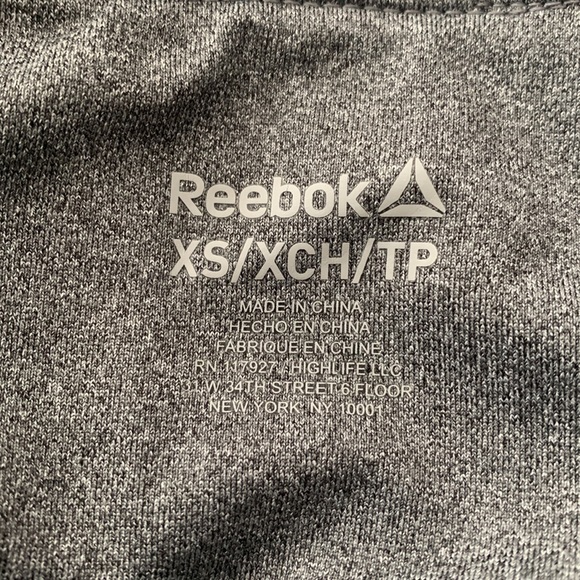 Reebok
XS/XCH/TP
MADE IN CHINA
HECHO EN CHINA
FABRIQUE EN CHINE
RN 117927 / HIGHLIFE LLC
W. 34TH STREET 6 FLOOR
NEW YORK, NY 10001